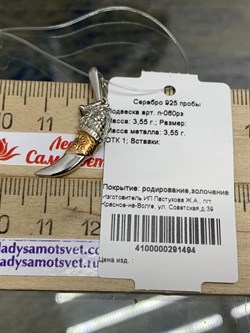 Серебро 925 пробы
Подвеска арт. п-060рз
Масса: 3,55 г.; Размер:
Масса металла: 3,55 г.
ОТК 1; Вставки:
Покрытие: родирование,золочение
Изготовитель ИП Пастухова Ж.А., пгт.
Красное-на-Волге, ул. Советская д.39
4100000291494
Цена изд. :
ladysamotsvet.ru